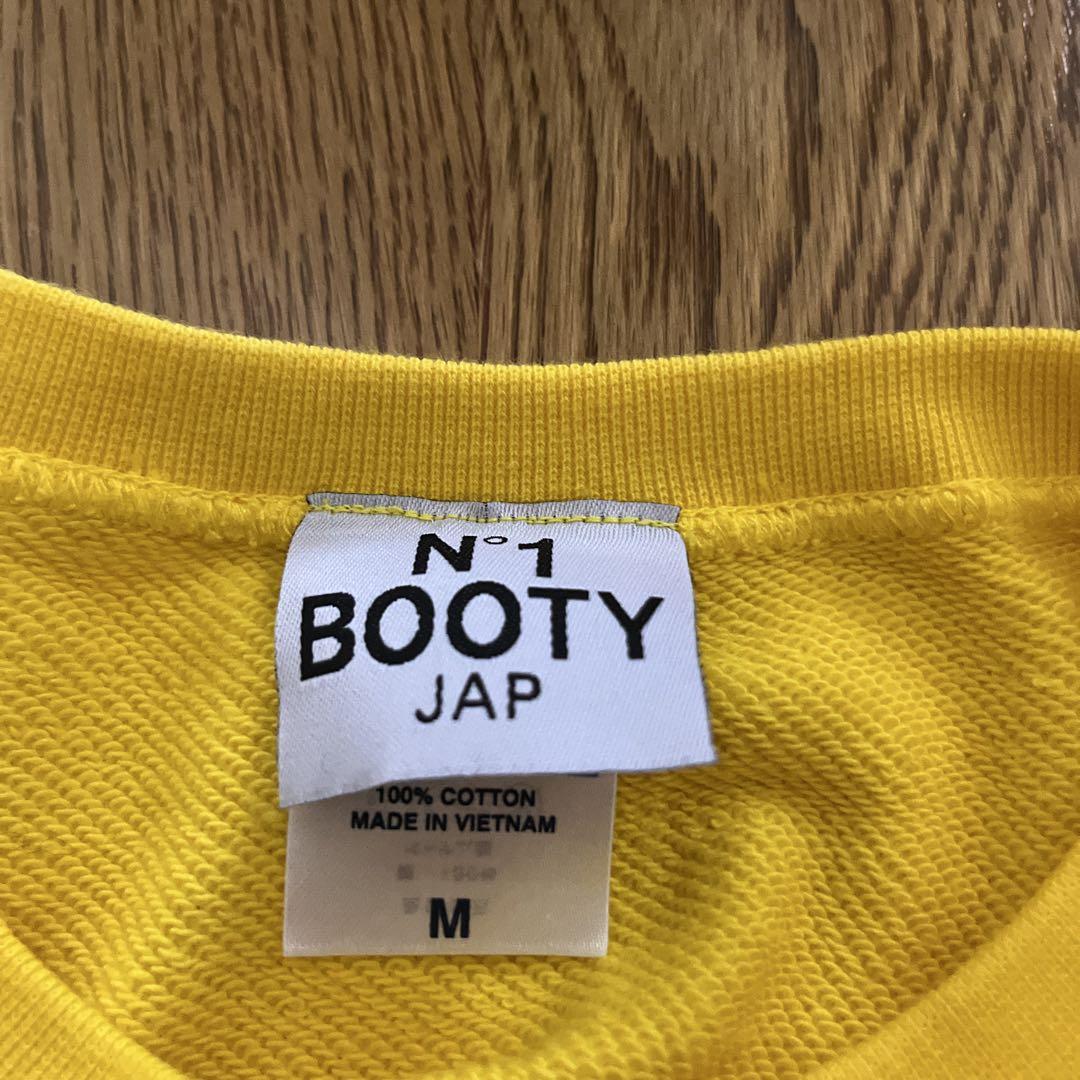 N°1
BOOTY
JAP
100% COTTON
MADE IN VIETNAM
M